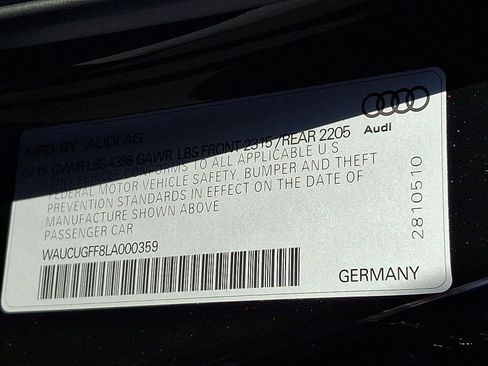 MFD BY AUDI AG
07/19 GVWR LBS-4398 GAWR LBS FRONT 2315 /REAR 2205
THIS VEHICLE CONFORMS TO ALL APPLICABLE U S
FEDERAL MOTOR VEHICLE SAFETY, BUMPER AND THEFT
PREVENTION STANDARDS IN EFFECT ON THE DATE OF
MANUFACTURE SHOWN ABOVE
PASSENGER CAR
WAUCUGFF8LA000359
Audi
2810510
GERMANY